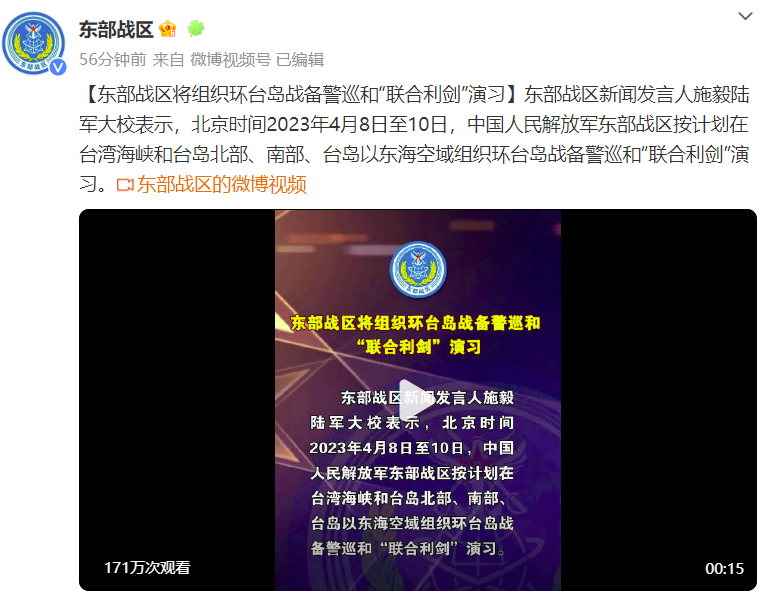 东部战区
56分钟前 来自 微博视频号 已编辑
【东部战区将组织环台岛战备警巡和“联合利剑”演习】东部战区新闻发言人施毅陆
军大校表示，北京时间2023年4月8日至10日，中国人民解放军东部战区按计划在
台湾海峡和台岛北部、南部、台岛以东海空域组织环台岛战备警巡和“联合利剑”演
习。 东部战区的微博视频
东部战区将组织环台岛战备警巡和
“联合利剑”演习
东部战区新闻发言人施毅
陆军大校表示，北京时间
2023年4月8日至10日，中国
人民解放军东部战区按计划在
台湾海峡和台岛北部、南部、
台岛以东海空域组织环台岛战
备警巡和“联合利剑”演习。
171万次观看
00:15